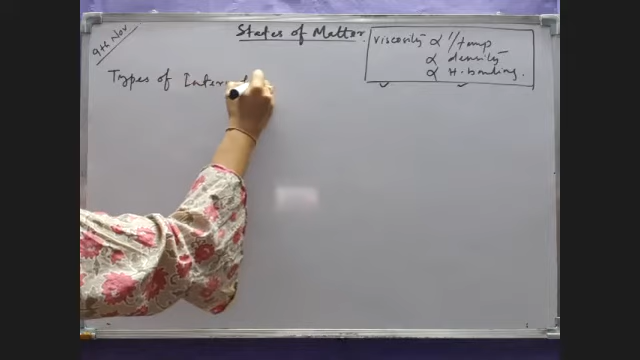 9th Nov
States of Matter
Viscosity α 1/temp
α density
α H-bonding.
Types of Inter